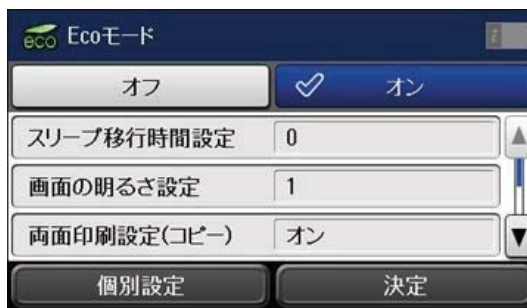 eco Ecoモード
オフ オン
スリープ移行時間設定 0
画面の明るさ設定 1
両面印刷設定(コピー) オン
個別設定 決定